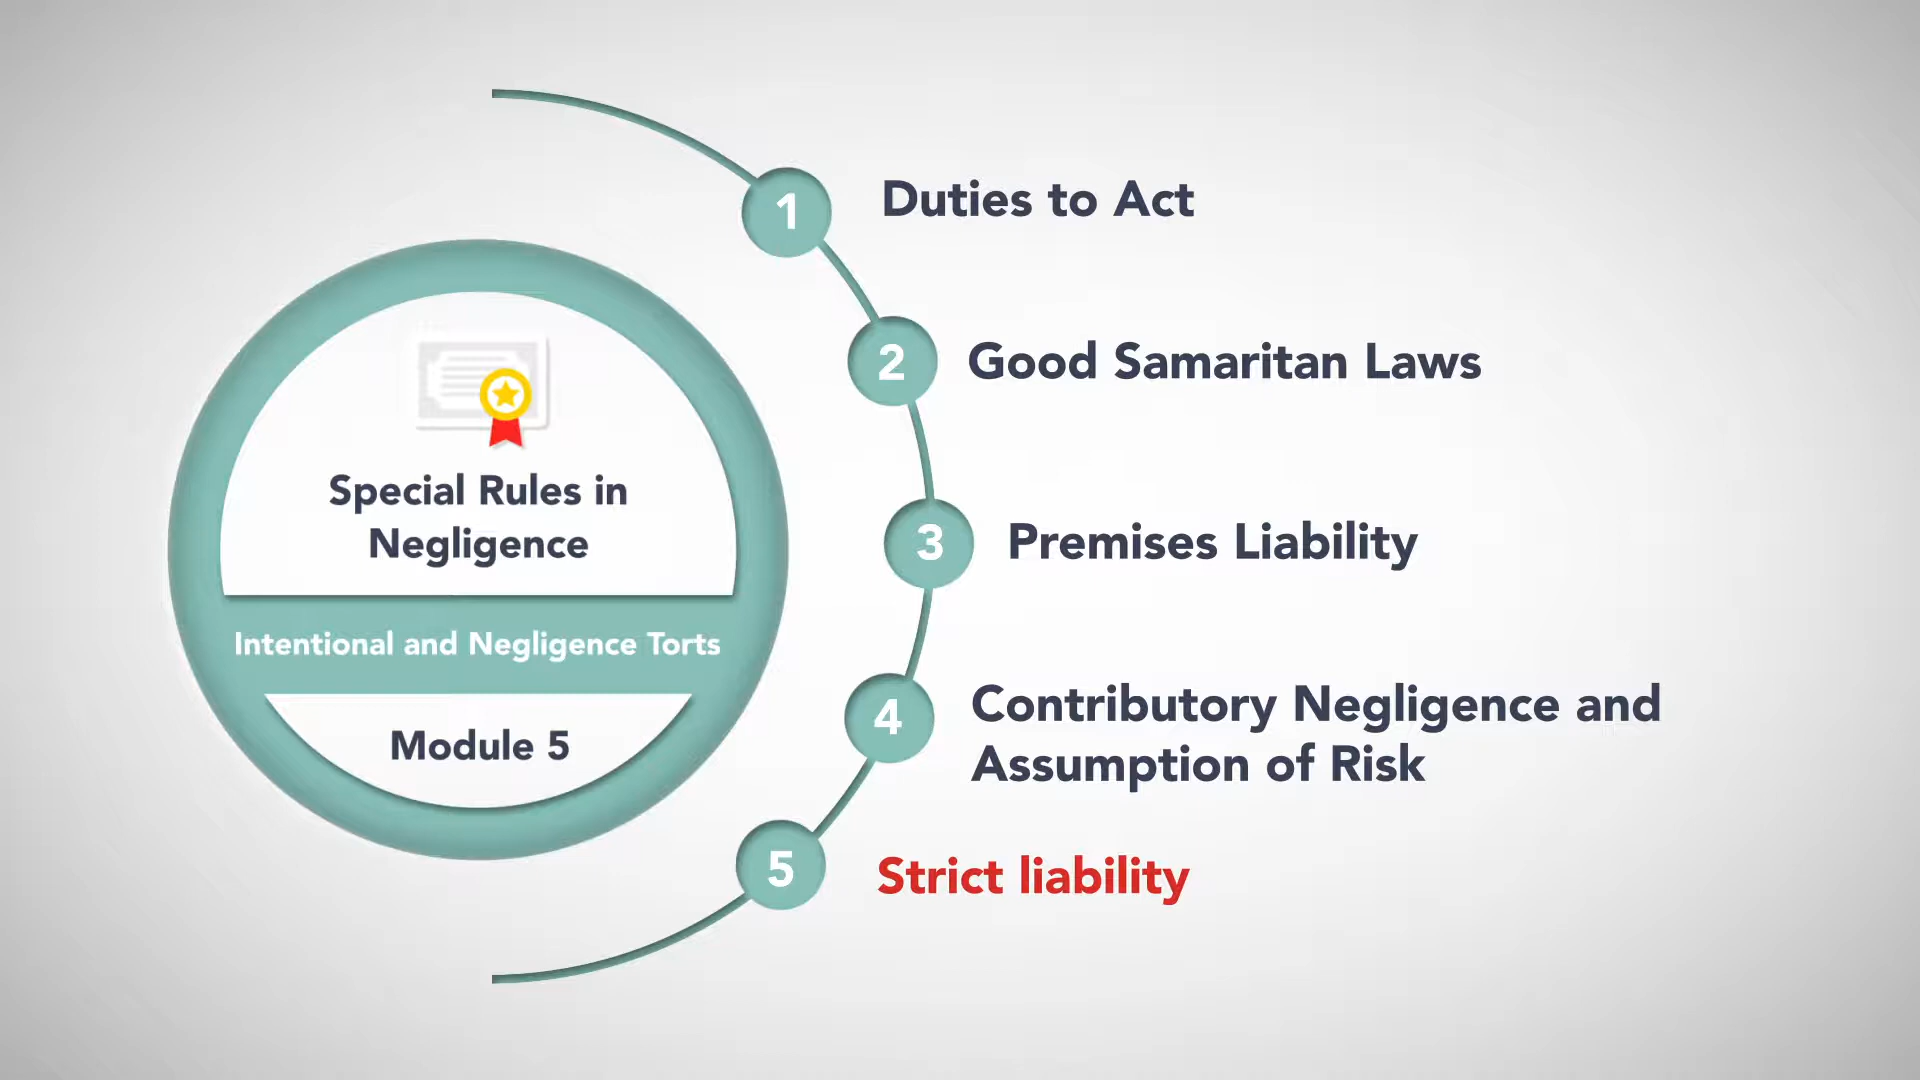 Special Rules in
Negligence
Intentional and Negligence Torts
Module 5
1 Duties to Act
2 Good Samaritan Laws
3 Premises Liability
4 Contributory Negligence and
Assumption of Risk
5 Strict liability